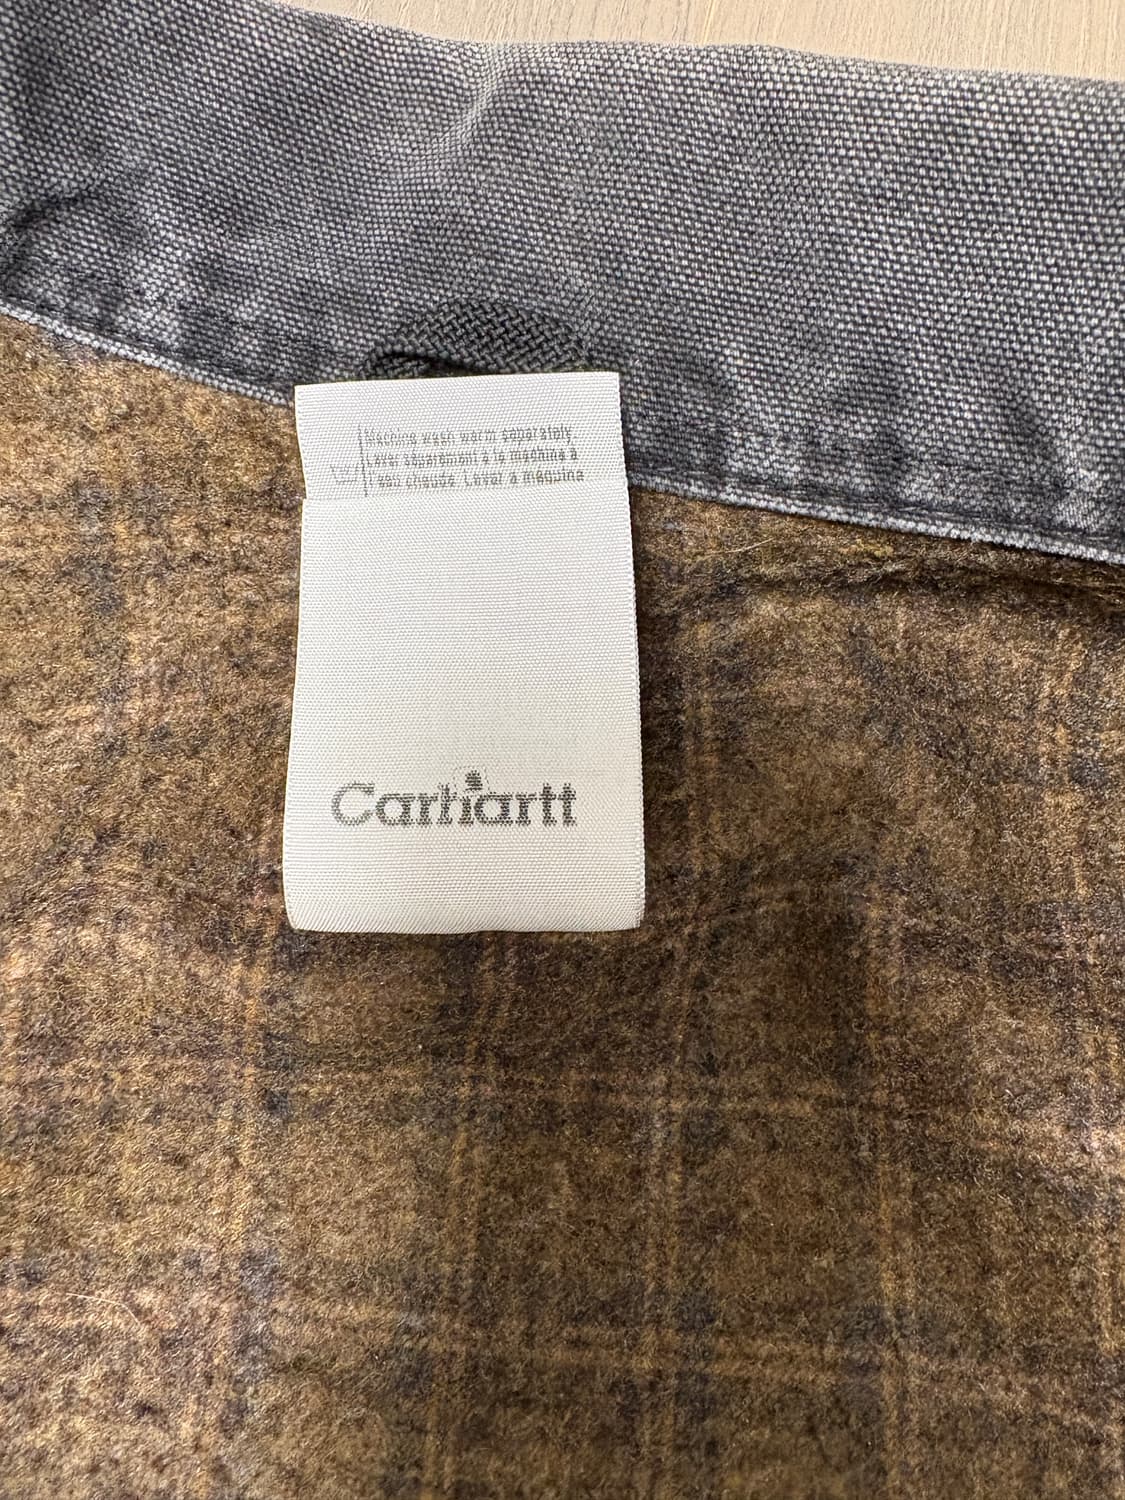 Machine wash warm separately.
Laver séparément à la machine à
l'eau chaude. Lavar a máquina
Carhartt